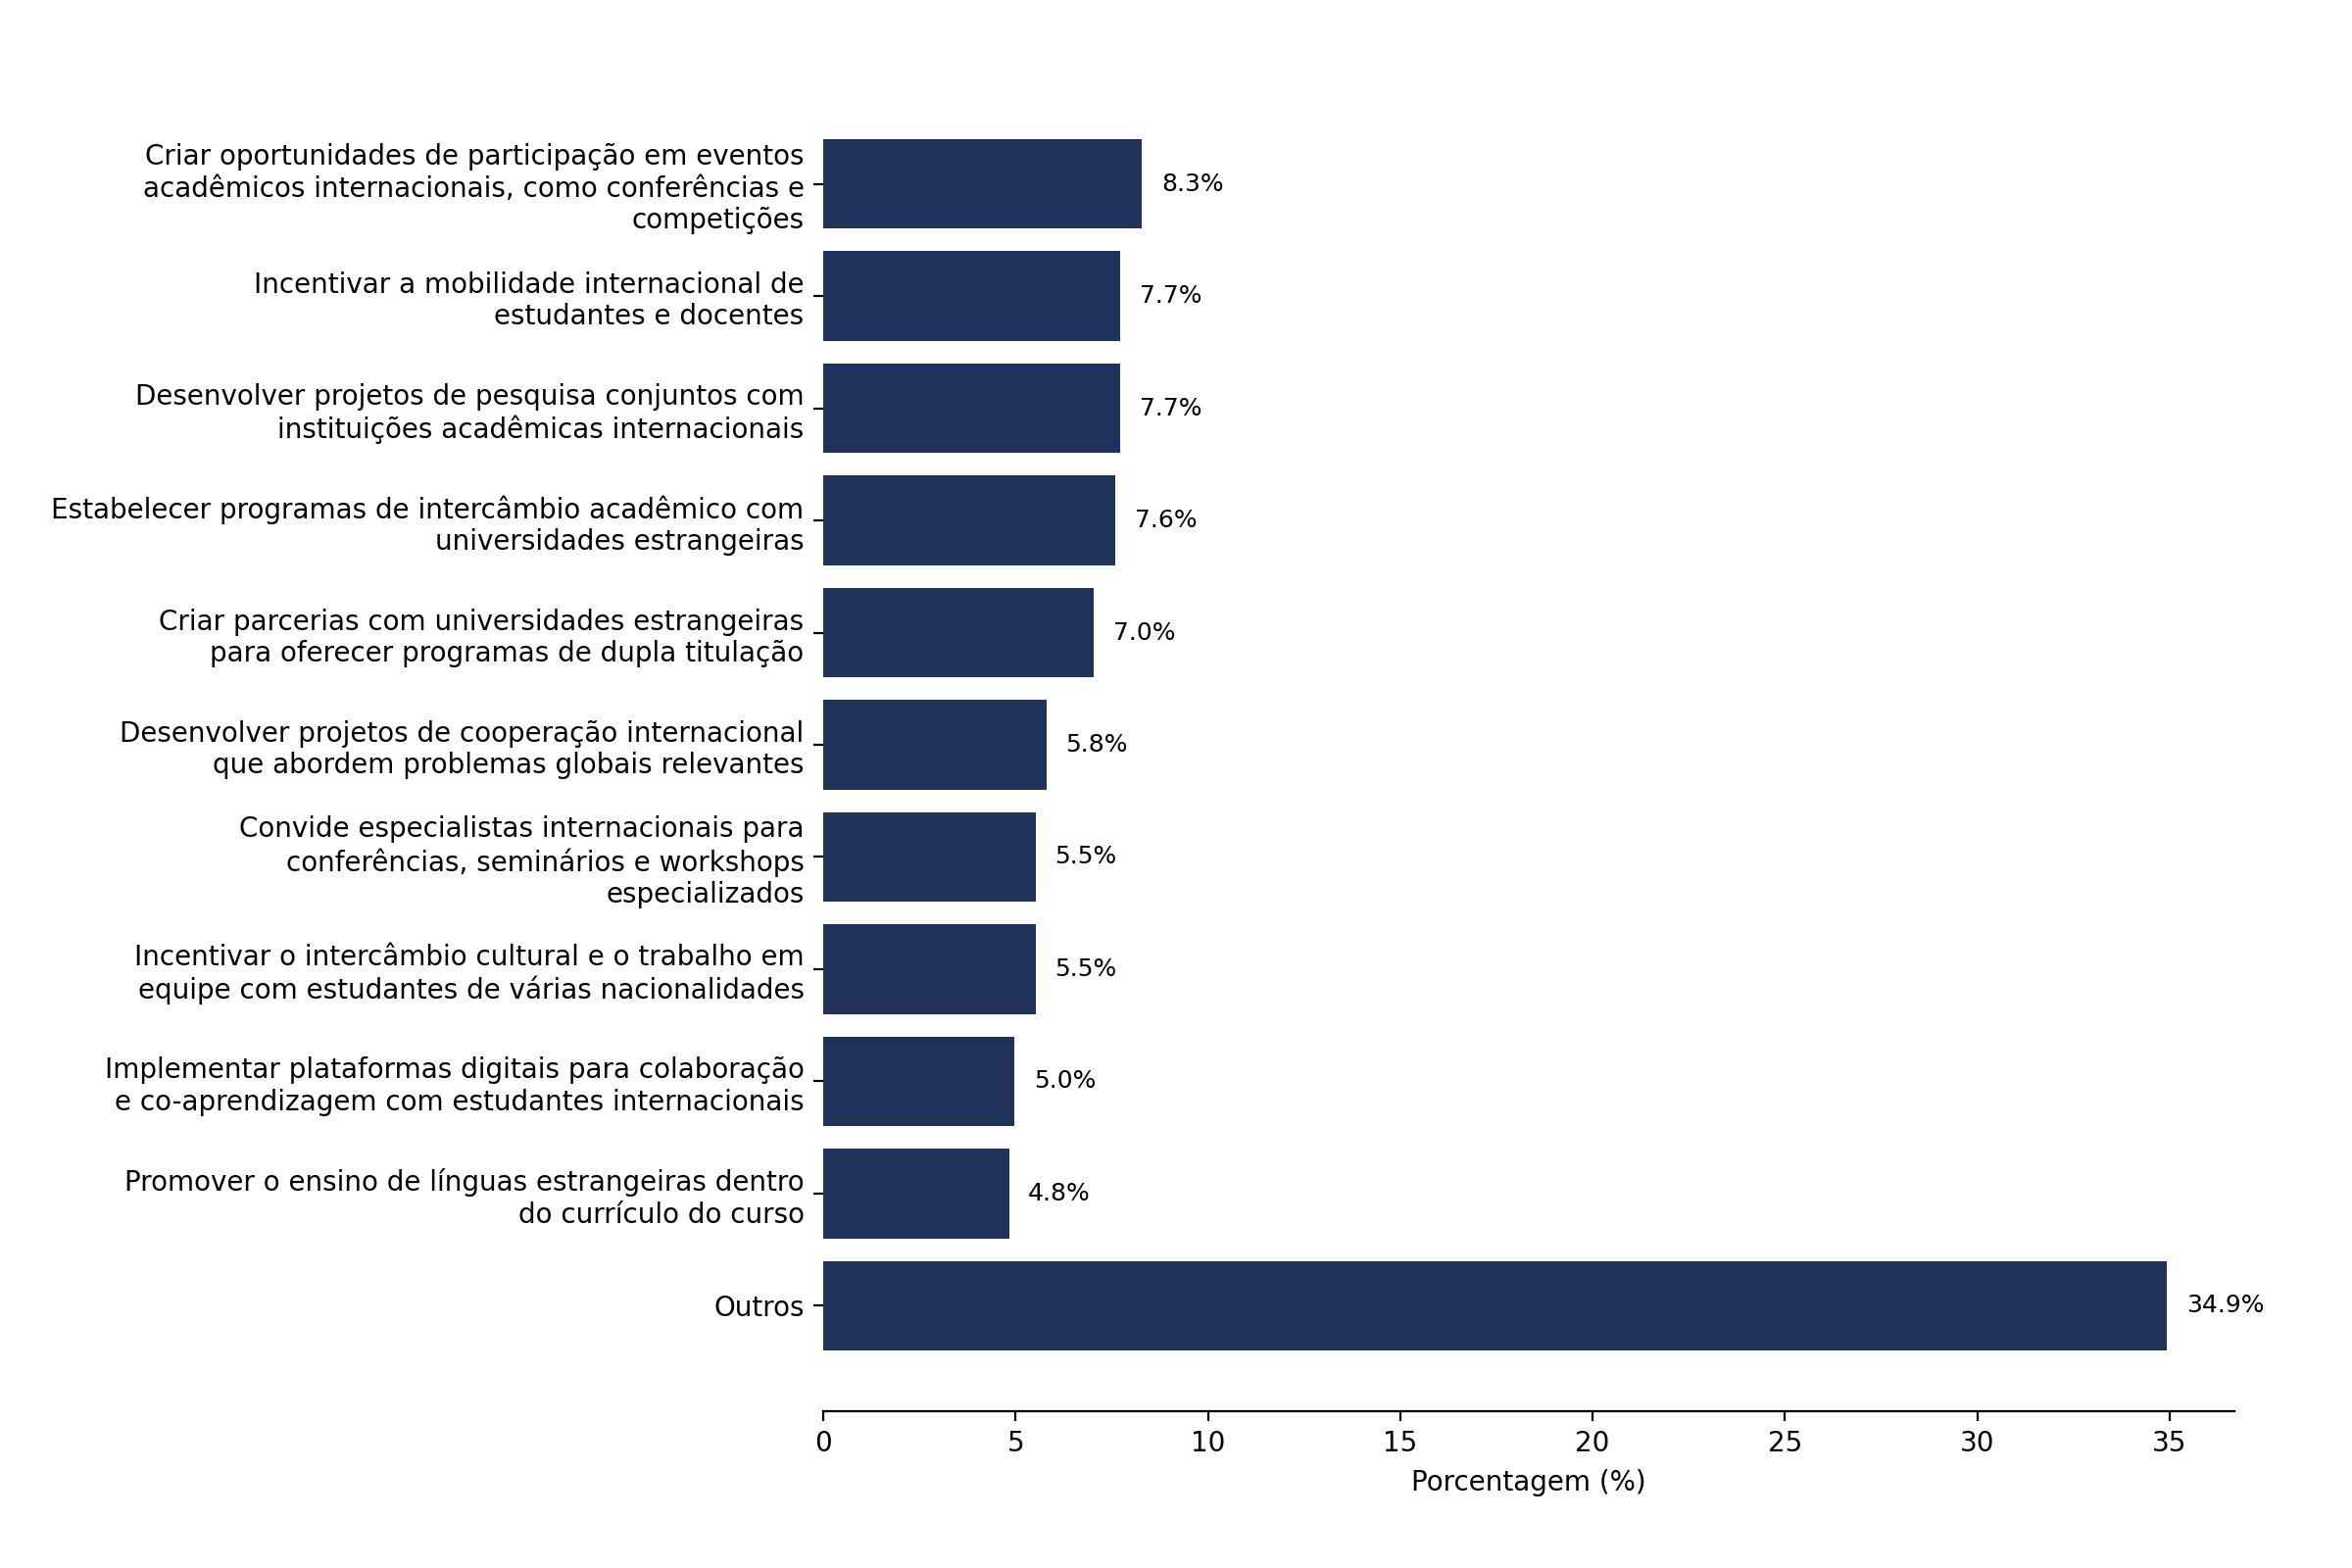 Criar oportunidades de participação em eventos
acadêmicos internacionais, como conferências e
competições
8.3%
Incentivar a mobilidade internacional de
estudantes e docentes
7.7%
Desenvolver projetos de pesquisa conjuntos com
instituições acadêmicas internacionais
7.7%
Estabelecer programas de intercâmbio acadêmico com
universidades estrangeiras
7.6%
Criar parcerias com universidades estrangeiras
para oferecer programas de dupla titulação
7.0%
Desenvolver projetos de cooperação internacional
que abordem problemas globais relevantes
5.8%
Convide especialistas internacionais para
conferências, seminários e workshops
especializados
5.5%
Incentivar o intercâmbio cultural e o trabalho em
equipe com estudantes de várias nacionalidades
5.5%
Implementar plataformas digitais para colaboração
e co-aprendizagem com estudantes internacionais
5.0%
Promover o ensino de línguas estrangeiras dentro
do currículo do curso
4.8%
Outros
34.9%
0 5 10 15 20 25 30 35
Porcentagem (%)